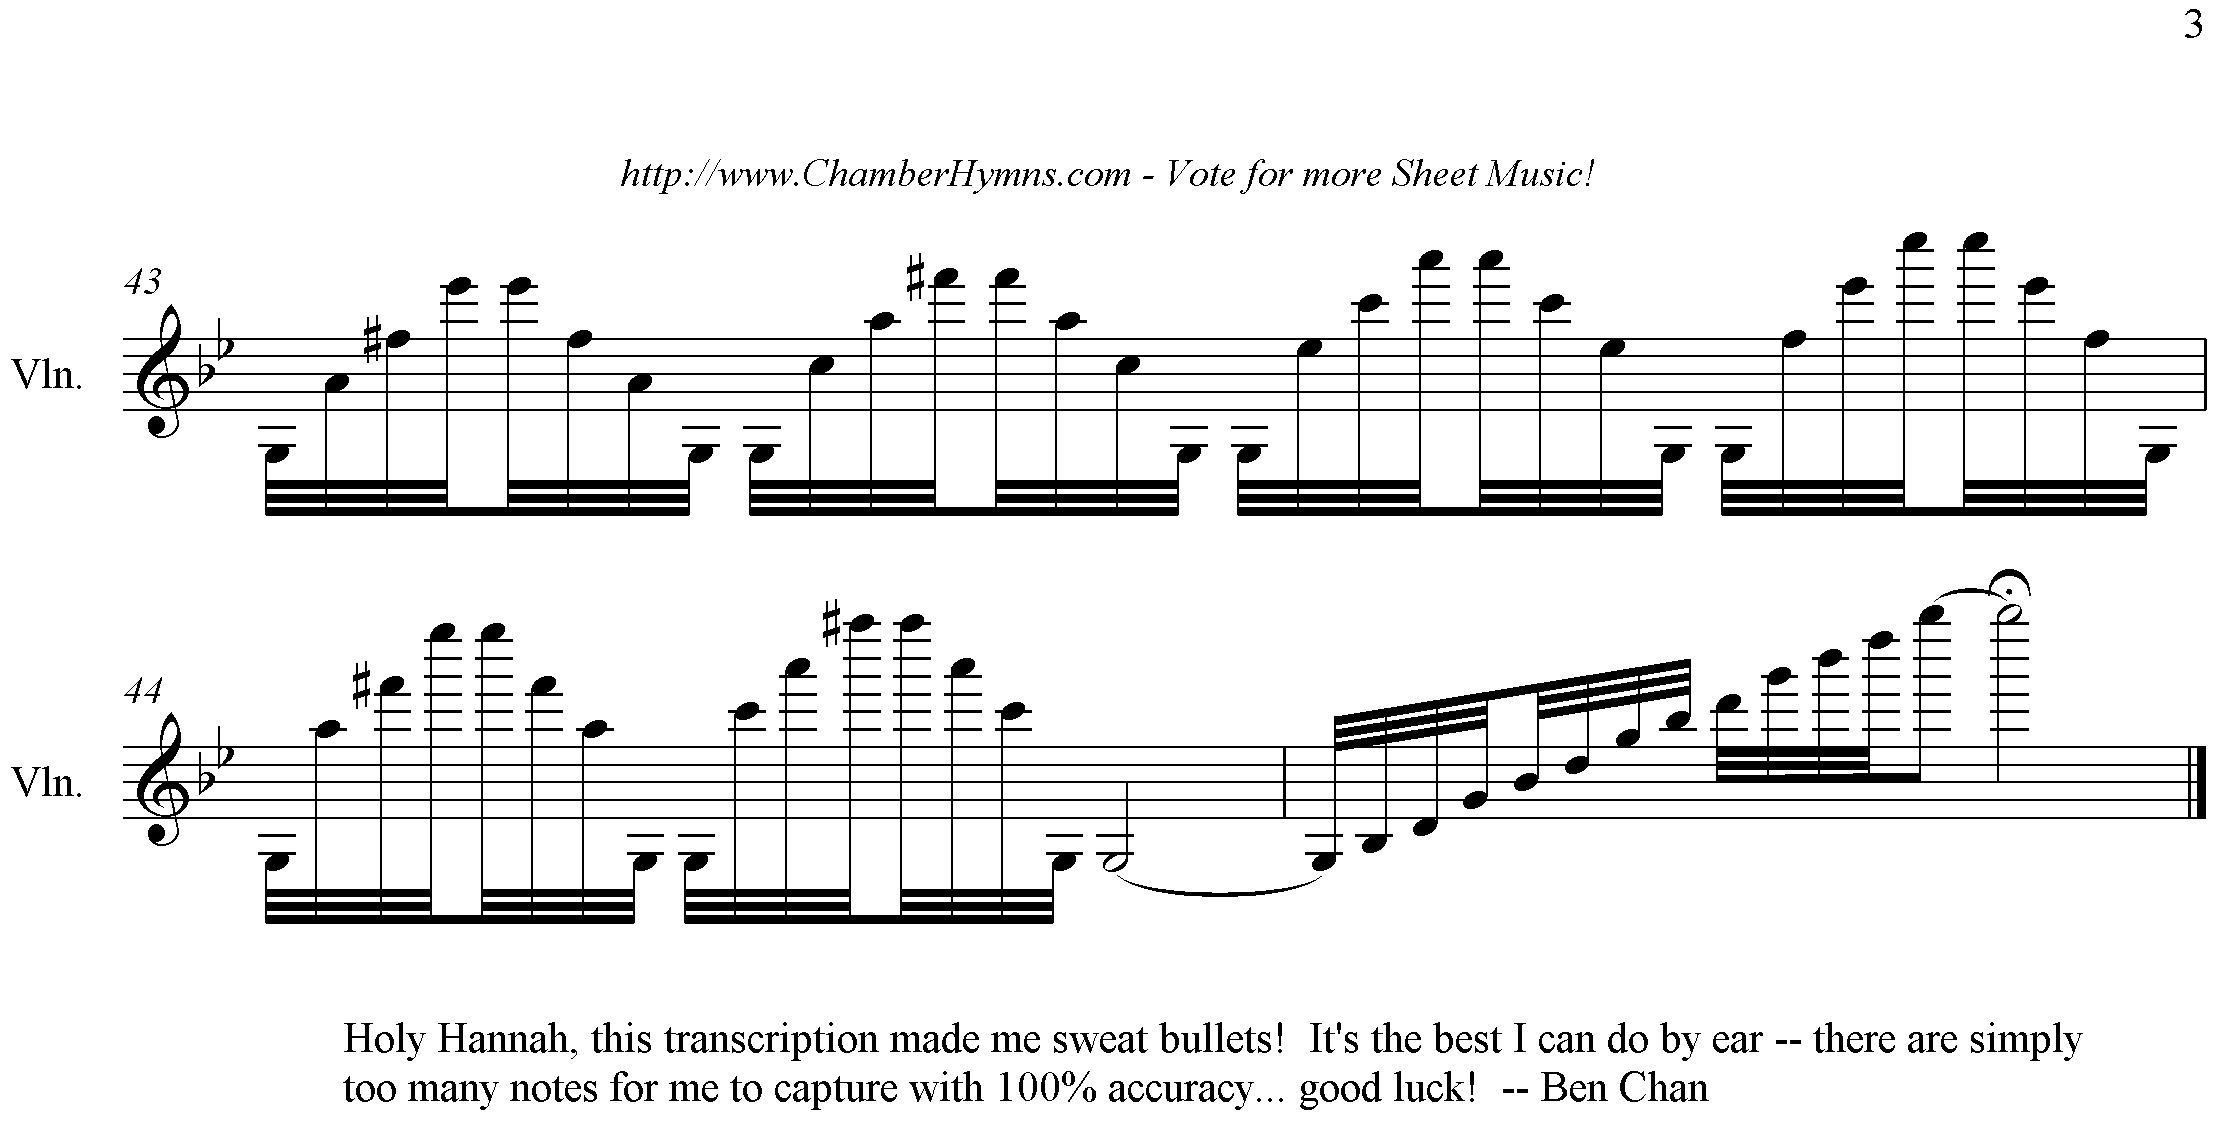 3
http://www.ChamberHymns.com - Vote for more Sheet Music!
43
Vln.
44
Vln.
Holy Hannah, this transcription made me sweat bullets!  It's the best I can do by ear -- there are simply
too many notes for me to capture with 100% accuracy... good luck!  -- Ben Chan